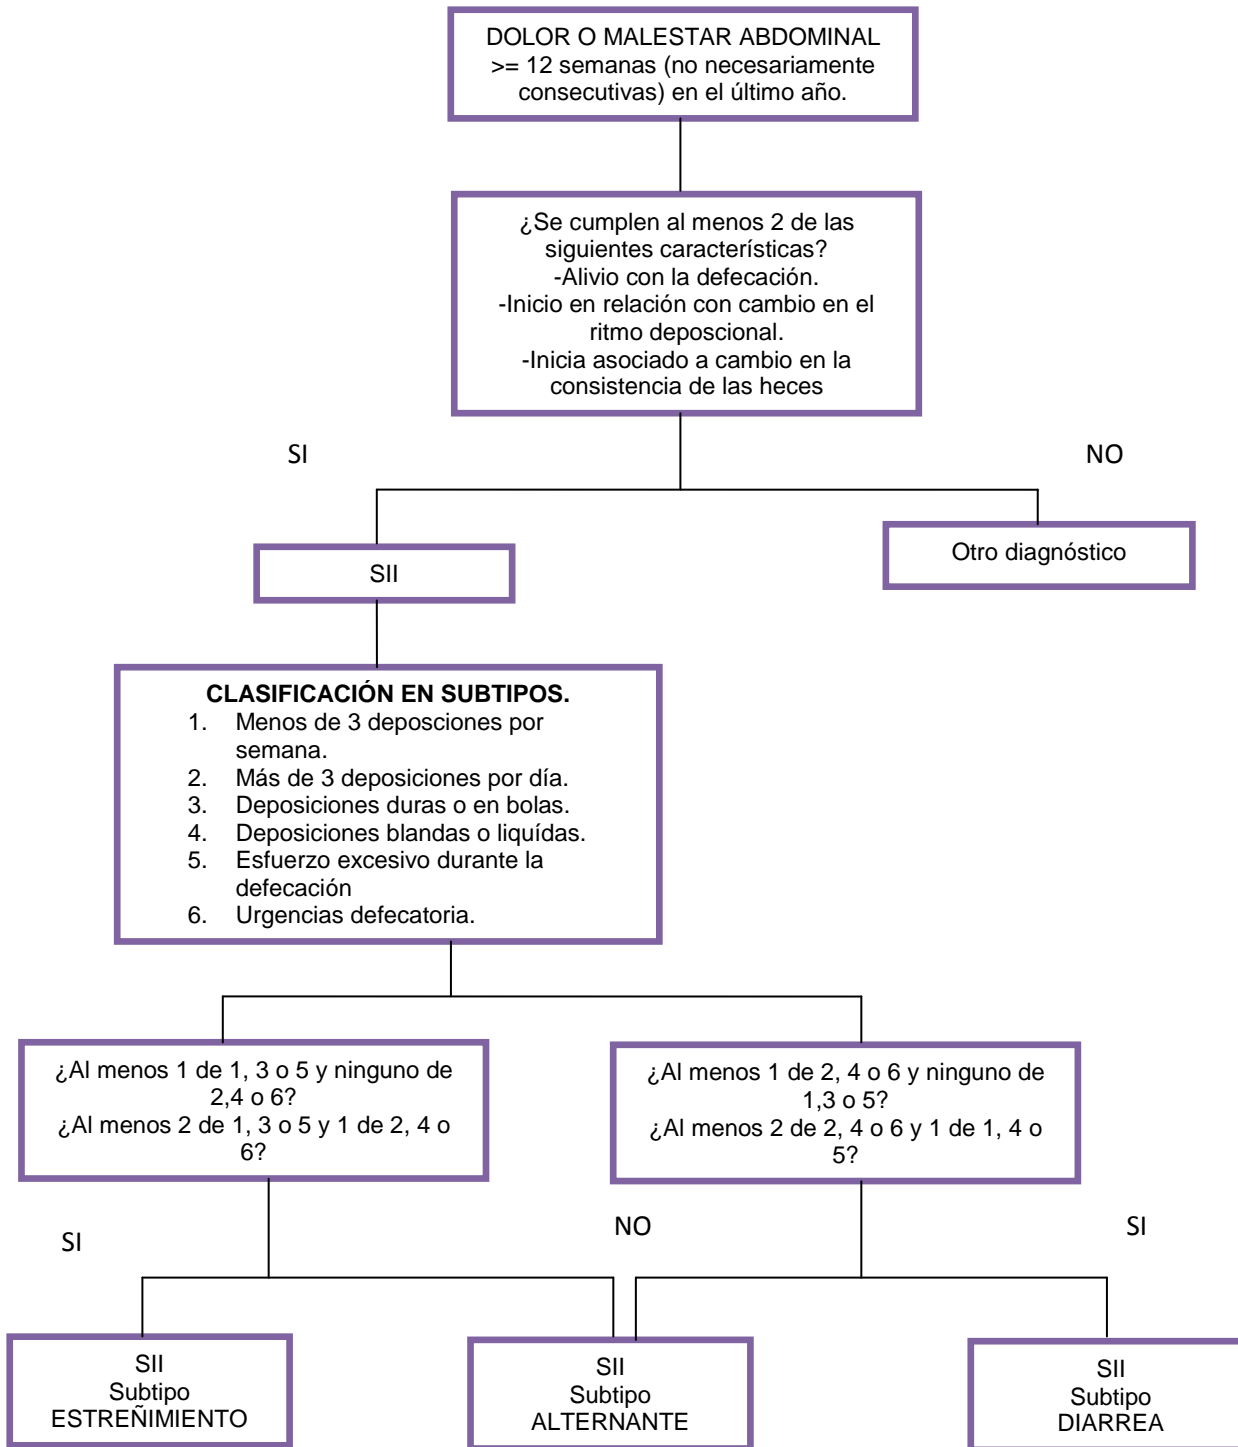 DOLOR O MALESTAR ABDOMINAL
>= 12 semanas (no necesariamente
consecutivas) en el último año.
¿Se cumplen al menos 2 de las
siguientes características?
-Alivio con la defecación.
-Inicio en relación con cambio en el
ritmo deposcional.
-Inicia asociado a cambio en la
consistencia de las heces
SI
NO
SII
Otro diagnóstico
CLASIFICACIÓN EN SUBTIPOS.
1. Menos de 3 deposciones por
semana.
2. Más de 3 deposiciones por día.
3. Deposiciones duras o en bolas.
4. Deposiciones blandas o liquídas.
5. Esfuerzo excesivo durante la
defecación
6. Urgencias defecatoria.
¿Al menos 1 de 1, 3 o 5 y ninguno de
2,4 o 6?
¿Al menos 2 de 1, 3 o 5 y 1 de 2, 4 o
6?
¿Al menos 1 de 2, 4 o 6 y ninguno de
1,3 o 5?
¿Al menos 2 de 2, 4 o 6 y 1 de 1, 4 o
5?
SI
NO
SI
SII
Subtipo
ESTREÑIMIENTO
SII
Subtipo
ALTERNANTE
SII
Subtipo
DIARREA